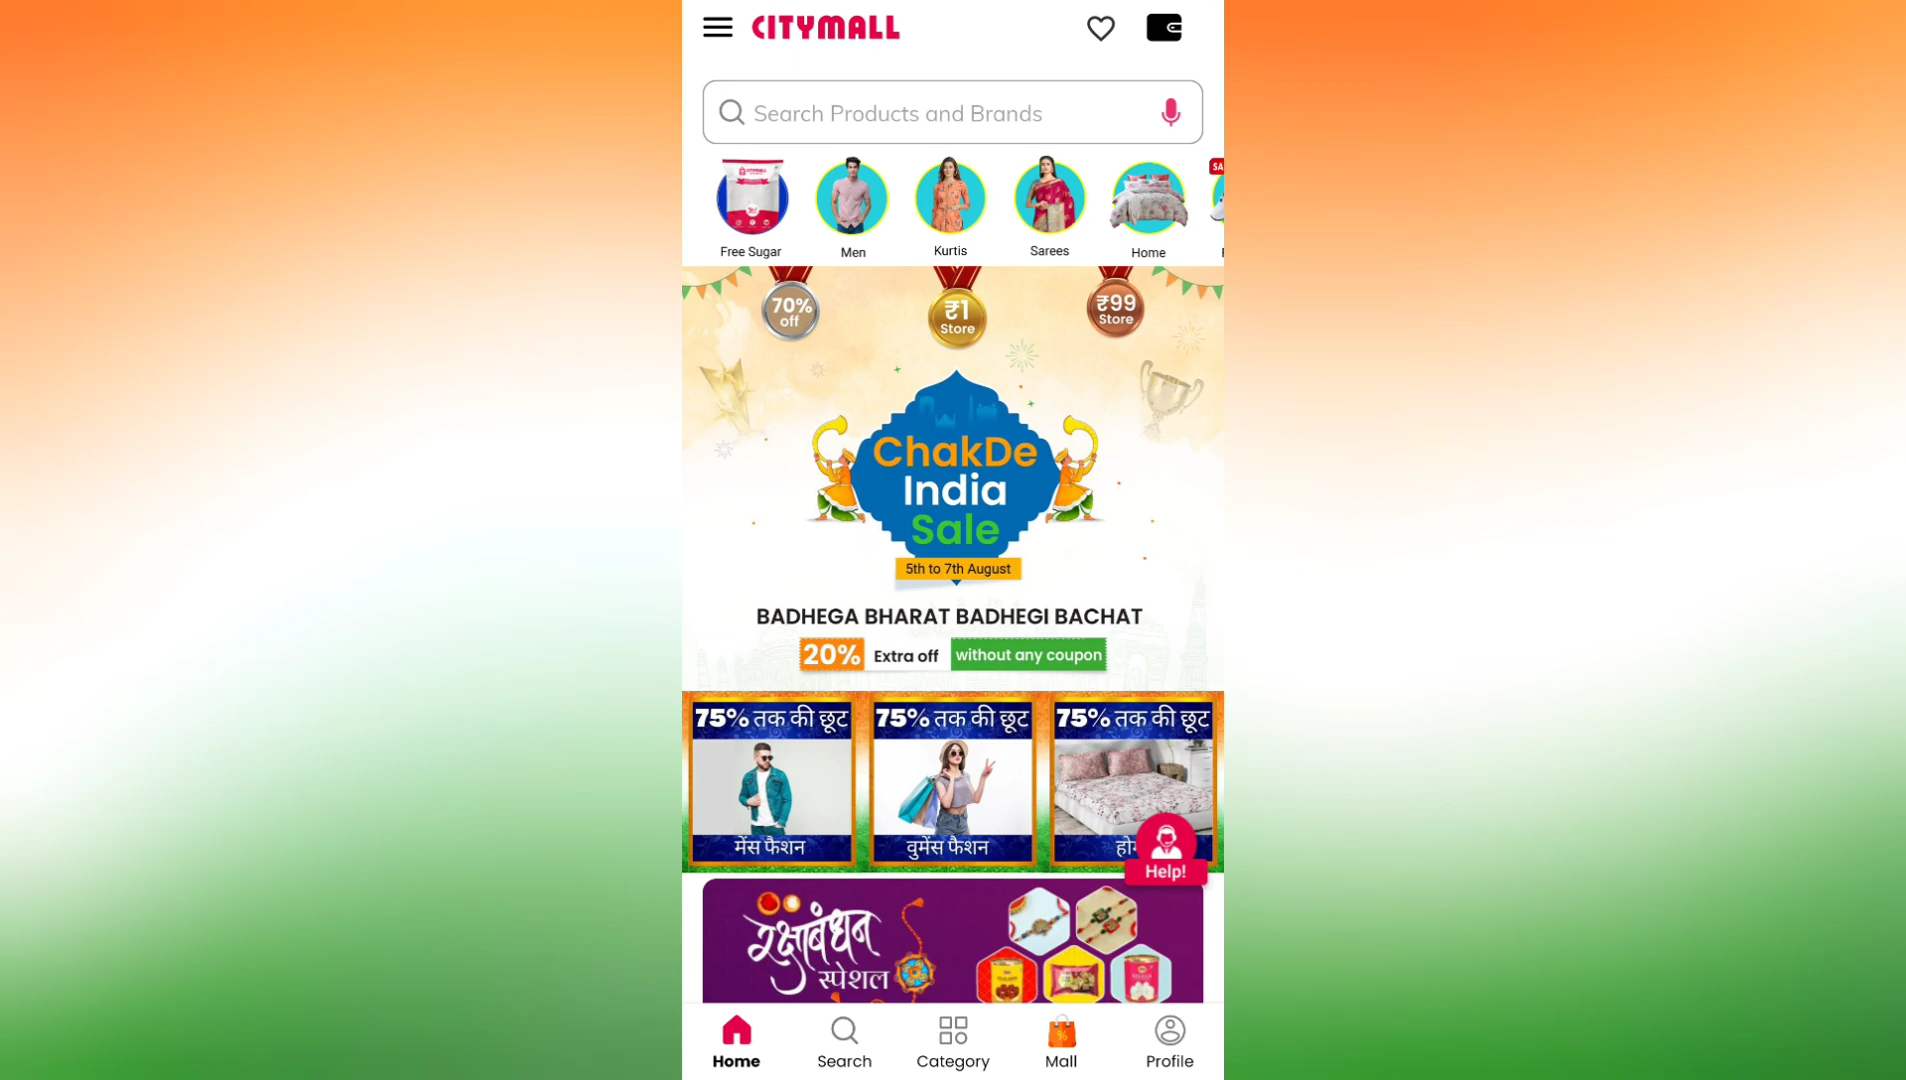 CITYMALL
Search Products and Brands
Free Sugar
Men
Kurtis
Sarees
Home
SA
70%
off
₹1
Store
₹99
Store
ChakDe
India
Sale
5th to 7th August
BADHEGA BHARAT BADHEGI BACHAT
20% Extra off without any coupon
75% तक की छूट
75% तक की छूट
75% तक की छूट
मेंस फैशन
वुमेंस फैशन
Help!
रक्षाबंधन
स्पेशल
Home
Search
Category
Mall
Profile